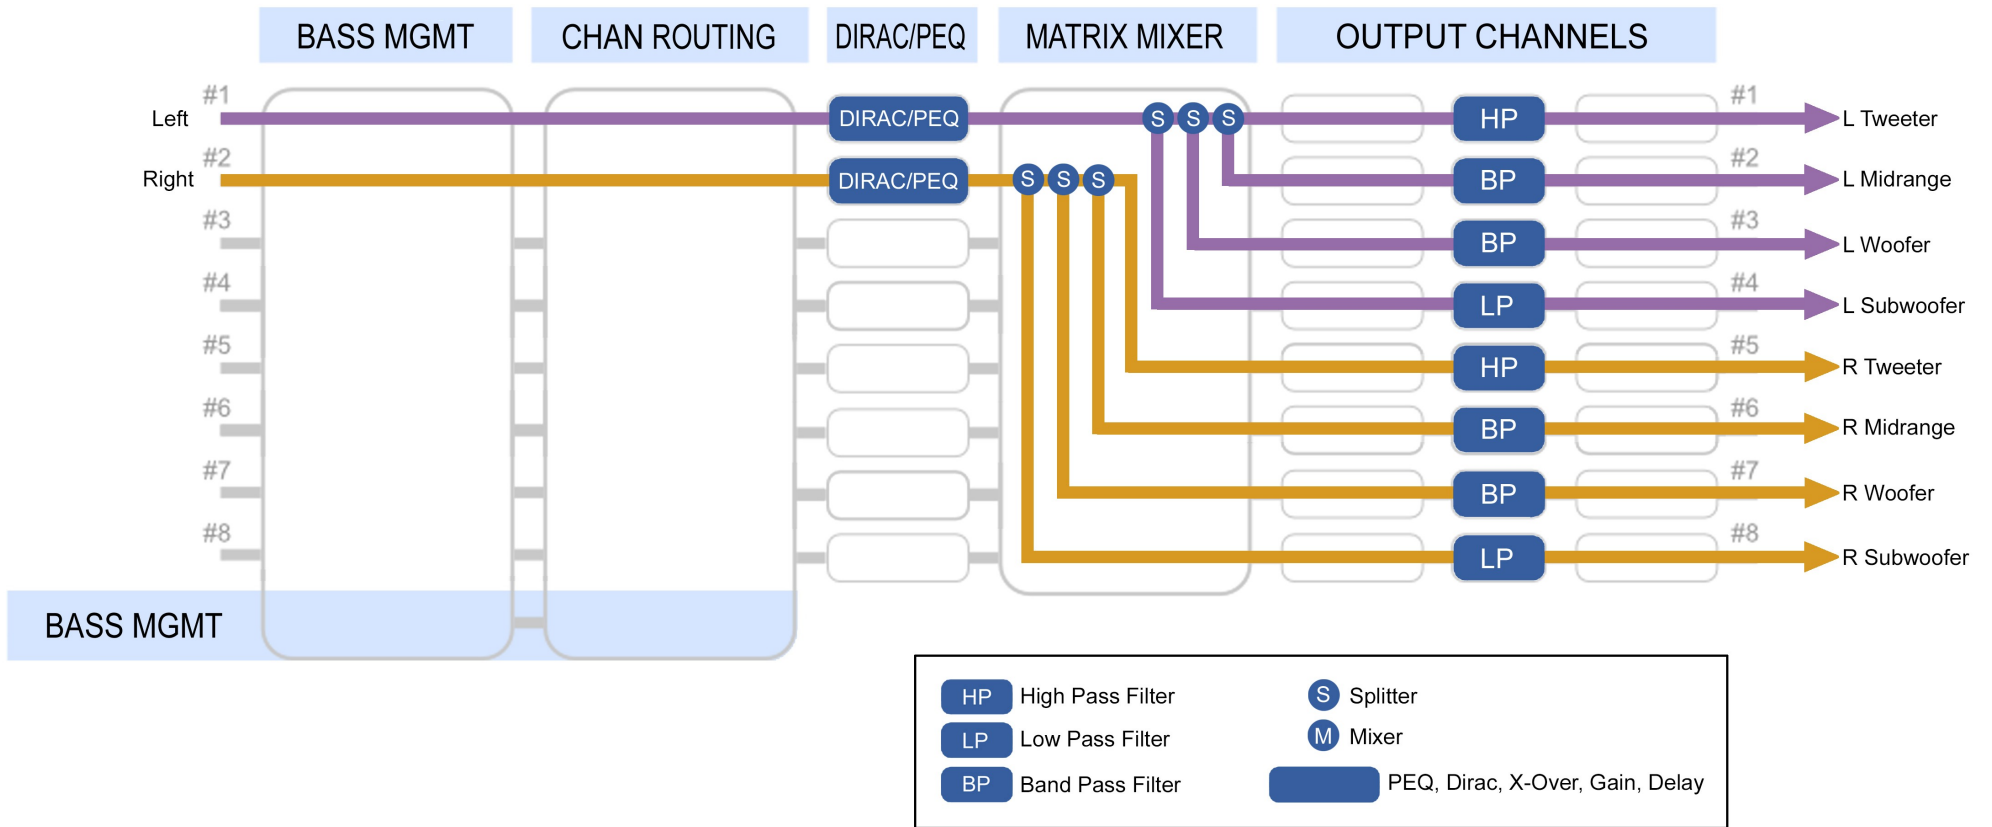 BASS MGMT CHAN ROUTING DIRAC/PEQ MATRIX MIXER OUTPUT CHANNELS
#1 #1
Left DIRAC/PEQ S S S HP L Tweeter
#2 #2
Right DIRAC/PEQ S S S BP L Midrange
#3 #3
BP L Woofer
#4 #4
LP L Subwoofer
#5 #5
HP R Tweeter
#6 #6
BP R Midrange
#7 #7
BP R Woofer
#8 #8
LP R Subwoofer
BASS MGMT
HP High Pass Filter S Splitter
LP Low Pass Filter M Mixer
BP Band Pass Filter PEQ, Dirac, X-Over, Gain, Delay